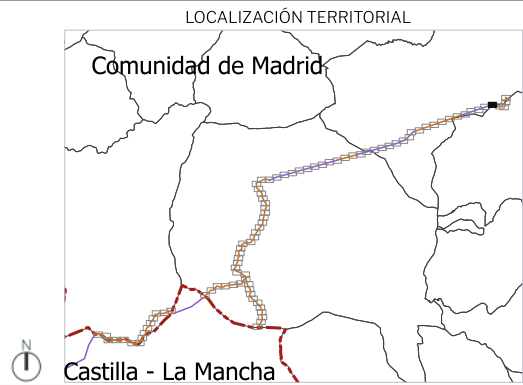 LOCALIZACIÓN TERRITORIAL
Comunidad de Madrid
N
Castilla - La Mancha